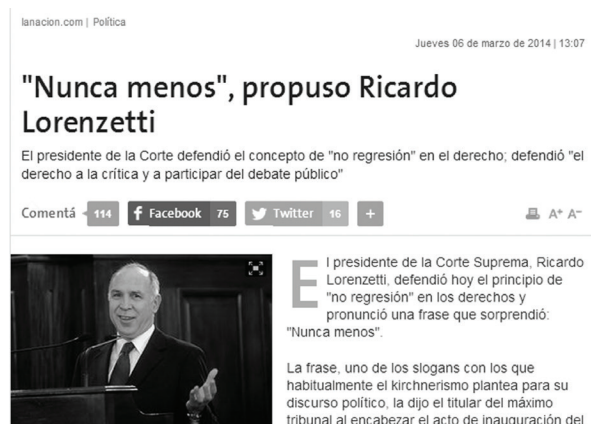 lanacion.com | Política
Jueves 06 de marzo de 2014 | 13:07
"Nunca menos", propuso Ricardo
Lorenzetti
El presidente de la Corte defendió el concepto de "no regresión" en el derecho; defendió "el
derecho a la crítica y a participar del debate público"
Comentá 114 Facebook 75 Twitter 16 + A+ A-
El presidente de la Corte Suprema, Ricardo
Lorenzetti, defendió hoy el principio de
"no regresión" en los derechos y
pronunció una frase que sorprendió:
"Nunca menos".
La frase, uno de los slogans con los que
habitualmente el kirchnerismo plantea para su
discurso político, la dijo el titular del máximo
tribunal al encabezar el acto de inauguración del